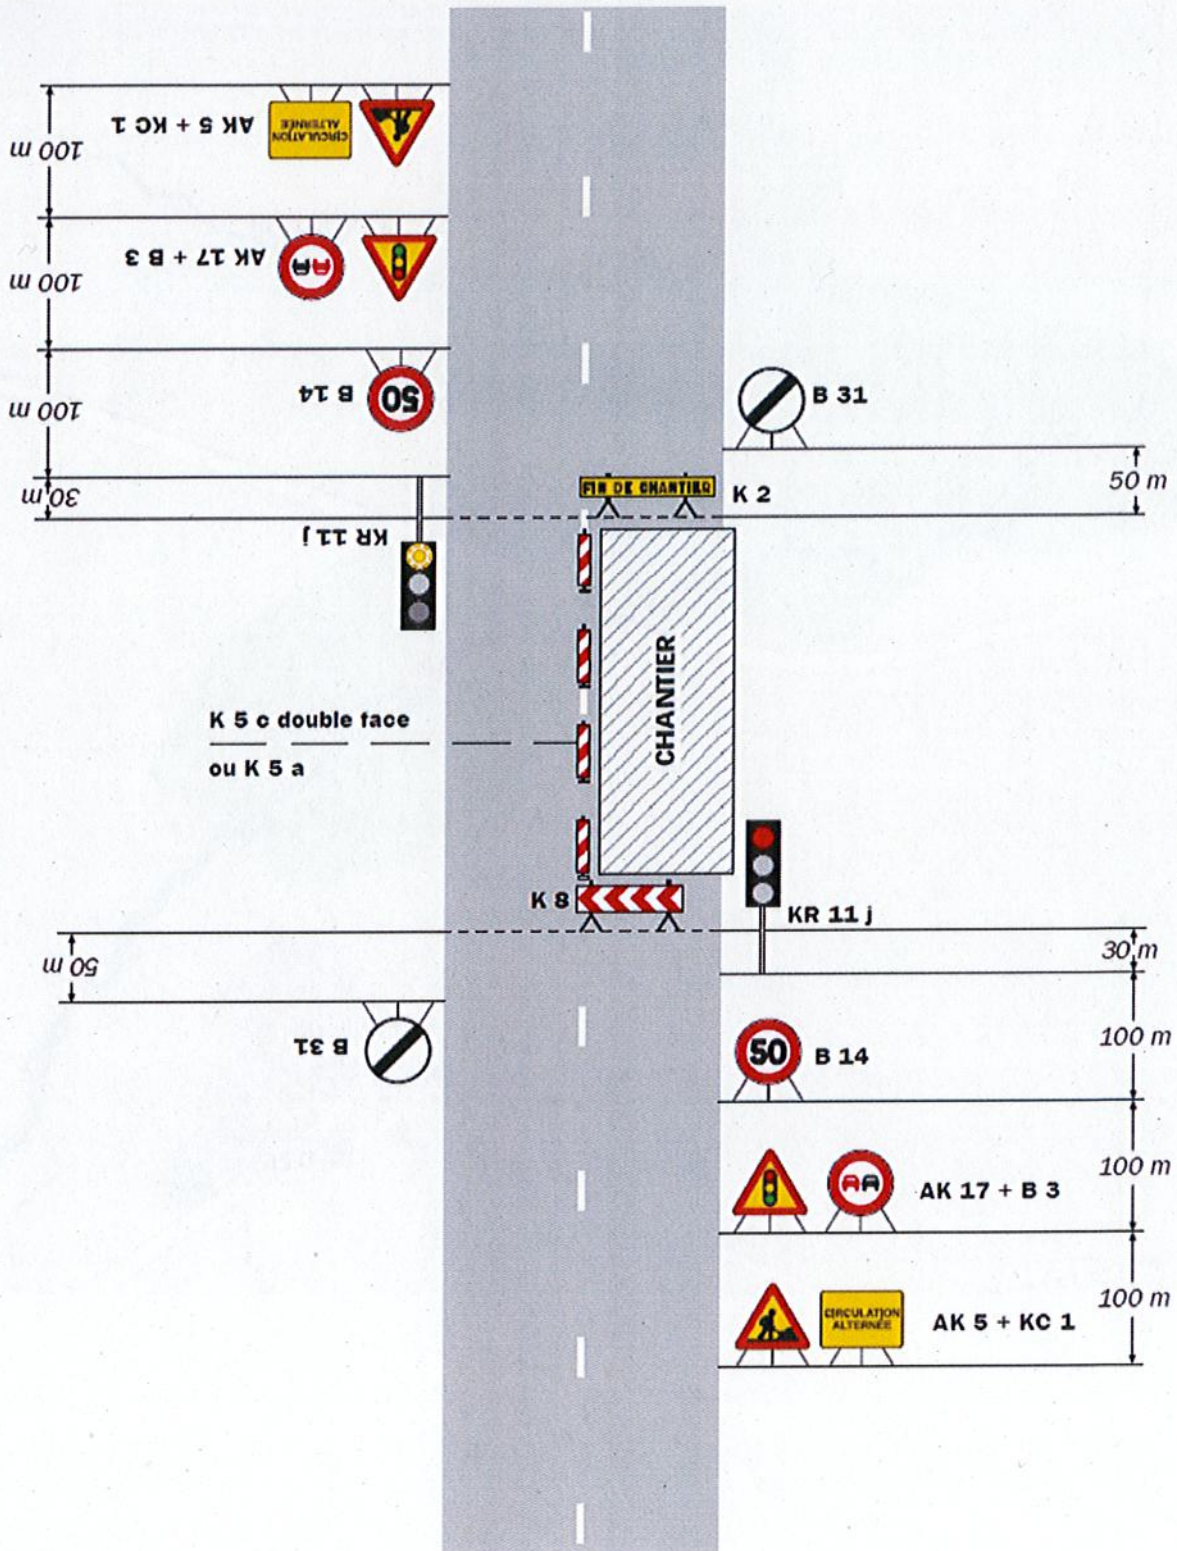 CIRCULATION
ALTERNÉE
AK 5 + KC 1
100 m
AK 17 + B 3
100 m
50
B 14
100 m
B 31
50 m
30 m
FIN DE CHANTIER
K 2
KR 11 j
CHANTIER
K 5 c double face
ou K 5 a
K 8
KR 11 j
30 m
50 m
B 31
50
B 14
100 m
AK 17 + B 3
100 m
CIRCULATION
ALTERNÉE
AK 5 + KC 1
100 m